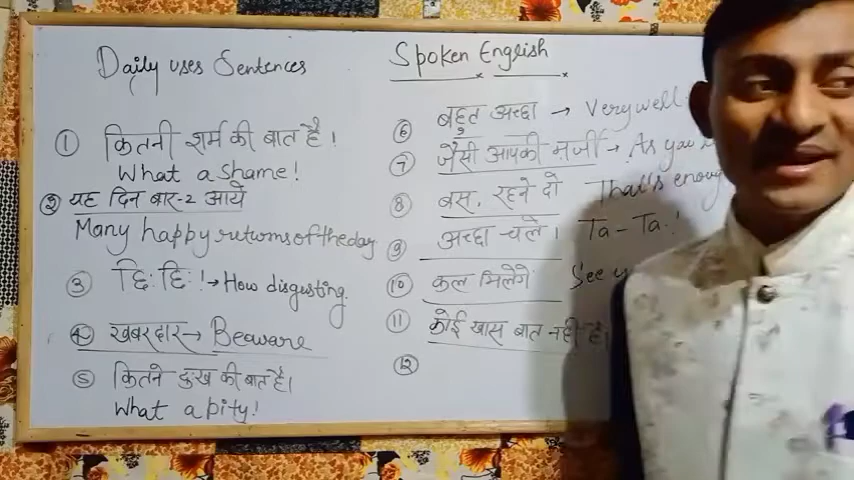 Daily uses Sentences
① कितनी शर्म की बात है!
What a shame!
② यह दिन बार-2 आये
Many happy returns of the day
③ छि: छि: ! → How disgusting.
④ खबरदार → Beaware
⑤ कितने दुःख की बात है।
What a pity!
Spoken English
⑥ बहुत अच्छा → Very well.
⑦ जैसी आपकी मर्जी → As you
⑧ बस, रहने दो That's enoug
⑨ अच्छा चले। Ta-Ta.!
⑩ कल मिलेगें See
⑪ कोई खास बात नहीं है।
⑫